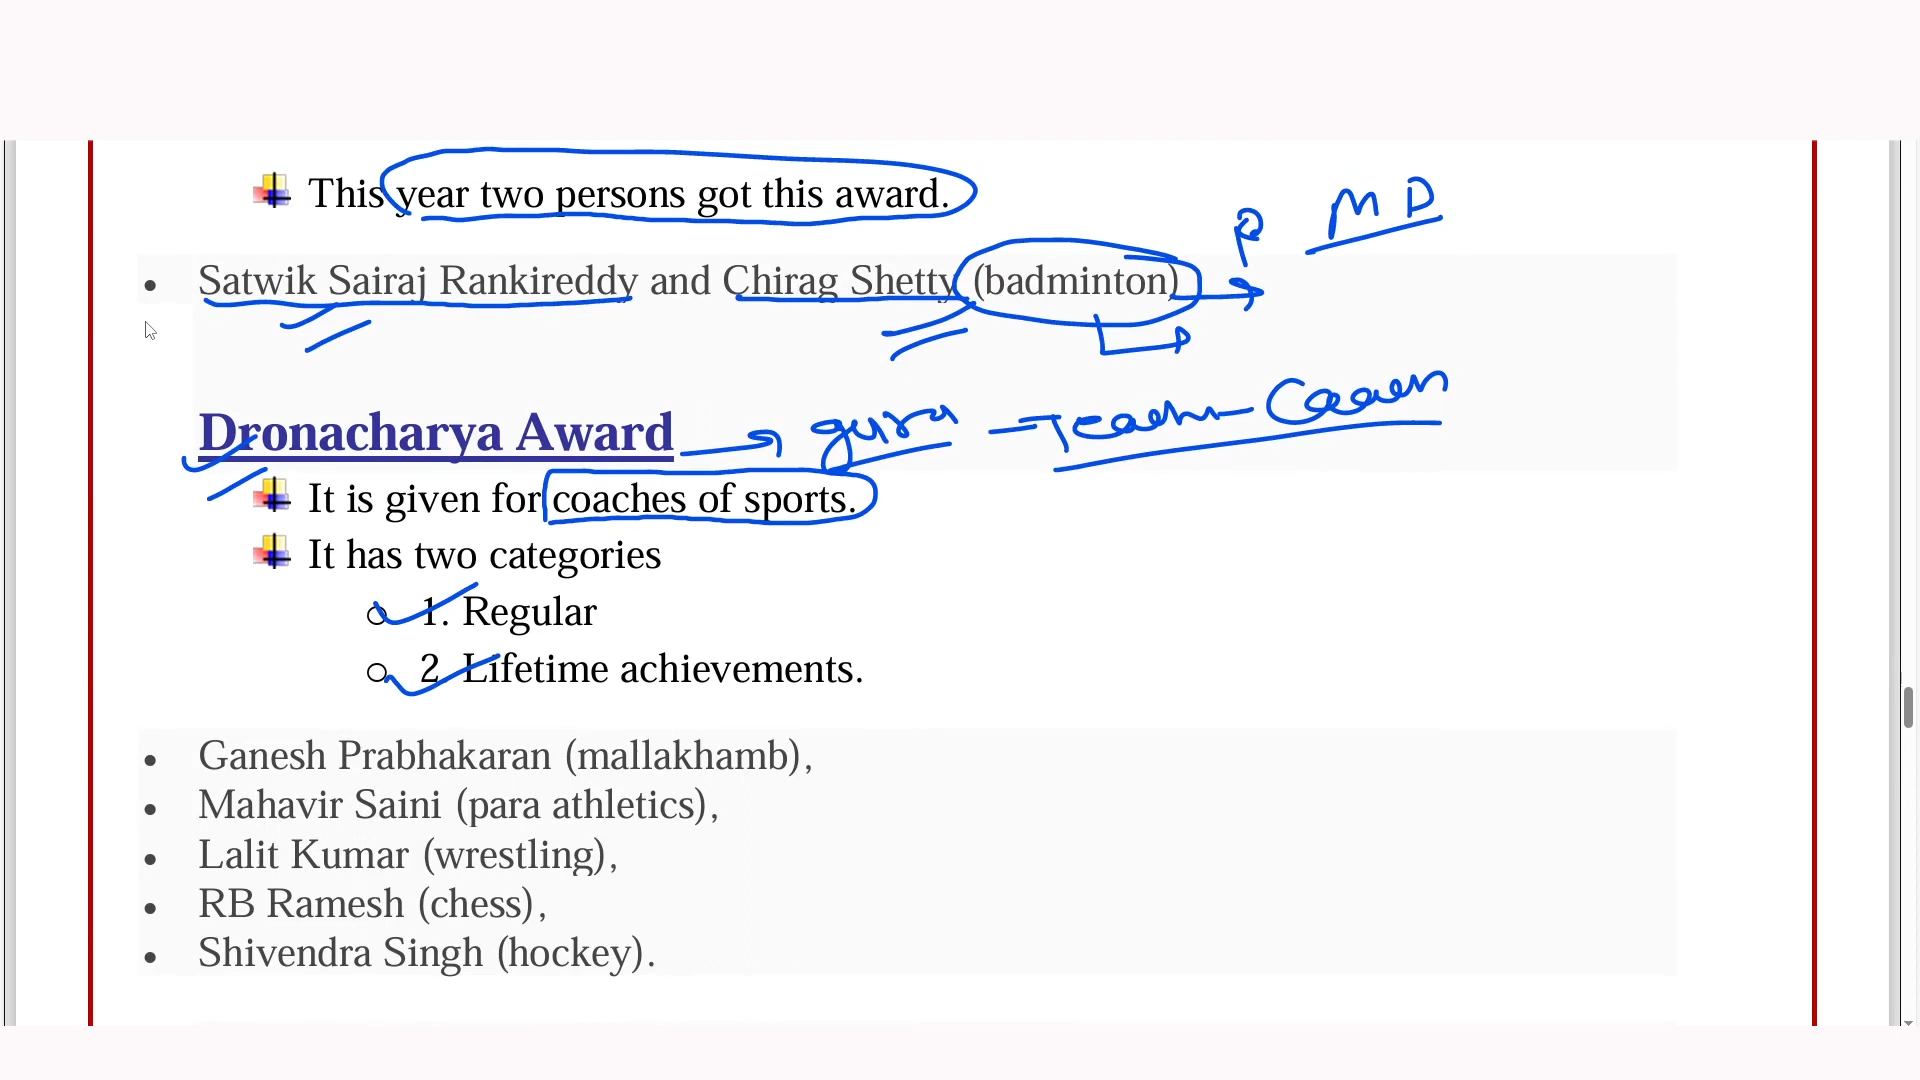 This year two persons got this award.
M D
• Satwik Sairaj Rankireddy and Chirag Shetty (badminton)
Dronacharya Award → guru - Teacher -
It is given for coaches of sports.
It has two categories
o 1. Regular
o 2. Lifetime achievements.
• Ganesh Prabhakaran (mallakhamb),
• Mahavir Saini (para athletics),
• Lalit Kumar (wrestling),
• RB Ramesh (chess),
• Shivendra Singh (hockey).